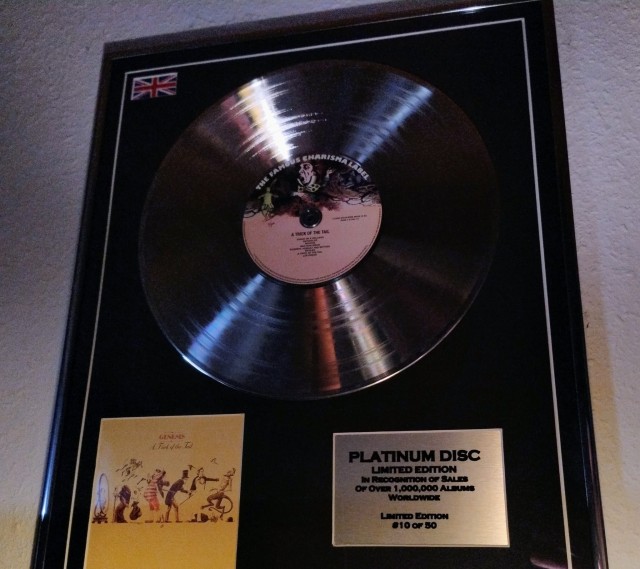 THE FAMOUS CHARISMA LABEL
A TRICK OF THE TAIL
GENESIS
A Trick of the Tail
PLATINUM DISC
LIMITED EDITION
IN RECOGNITION OF SALES
OF OVER 1,000,000 ALBUMS
WORLDWIDE
LIMITED EDITION
#10 OF 50